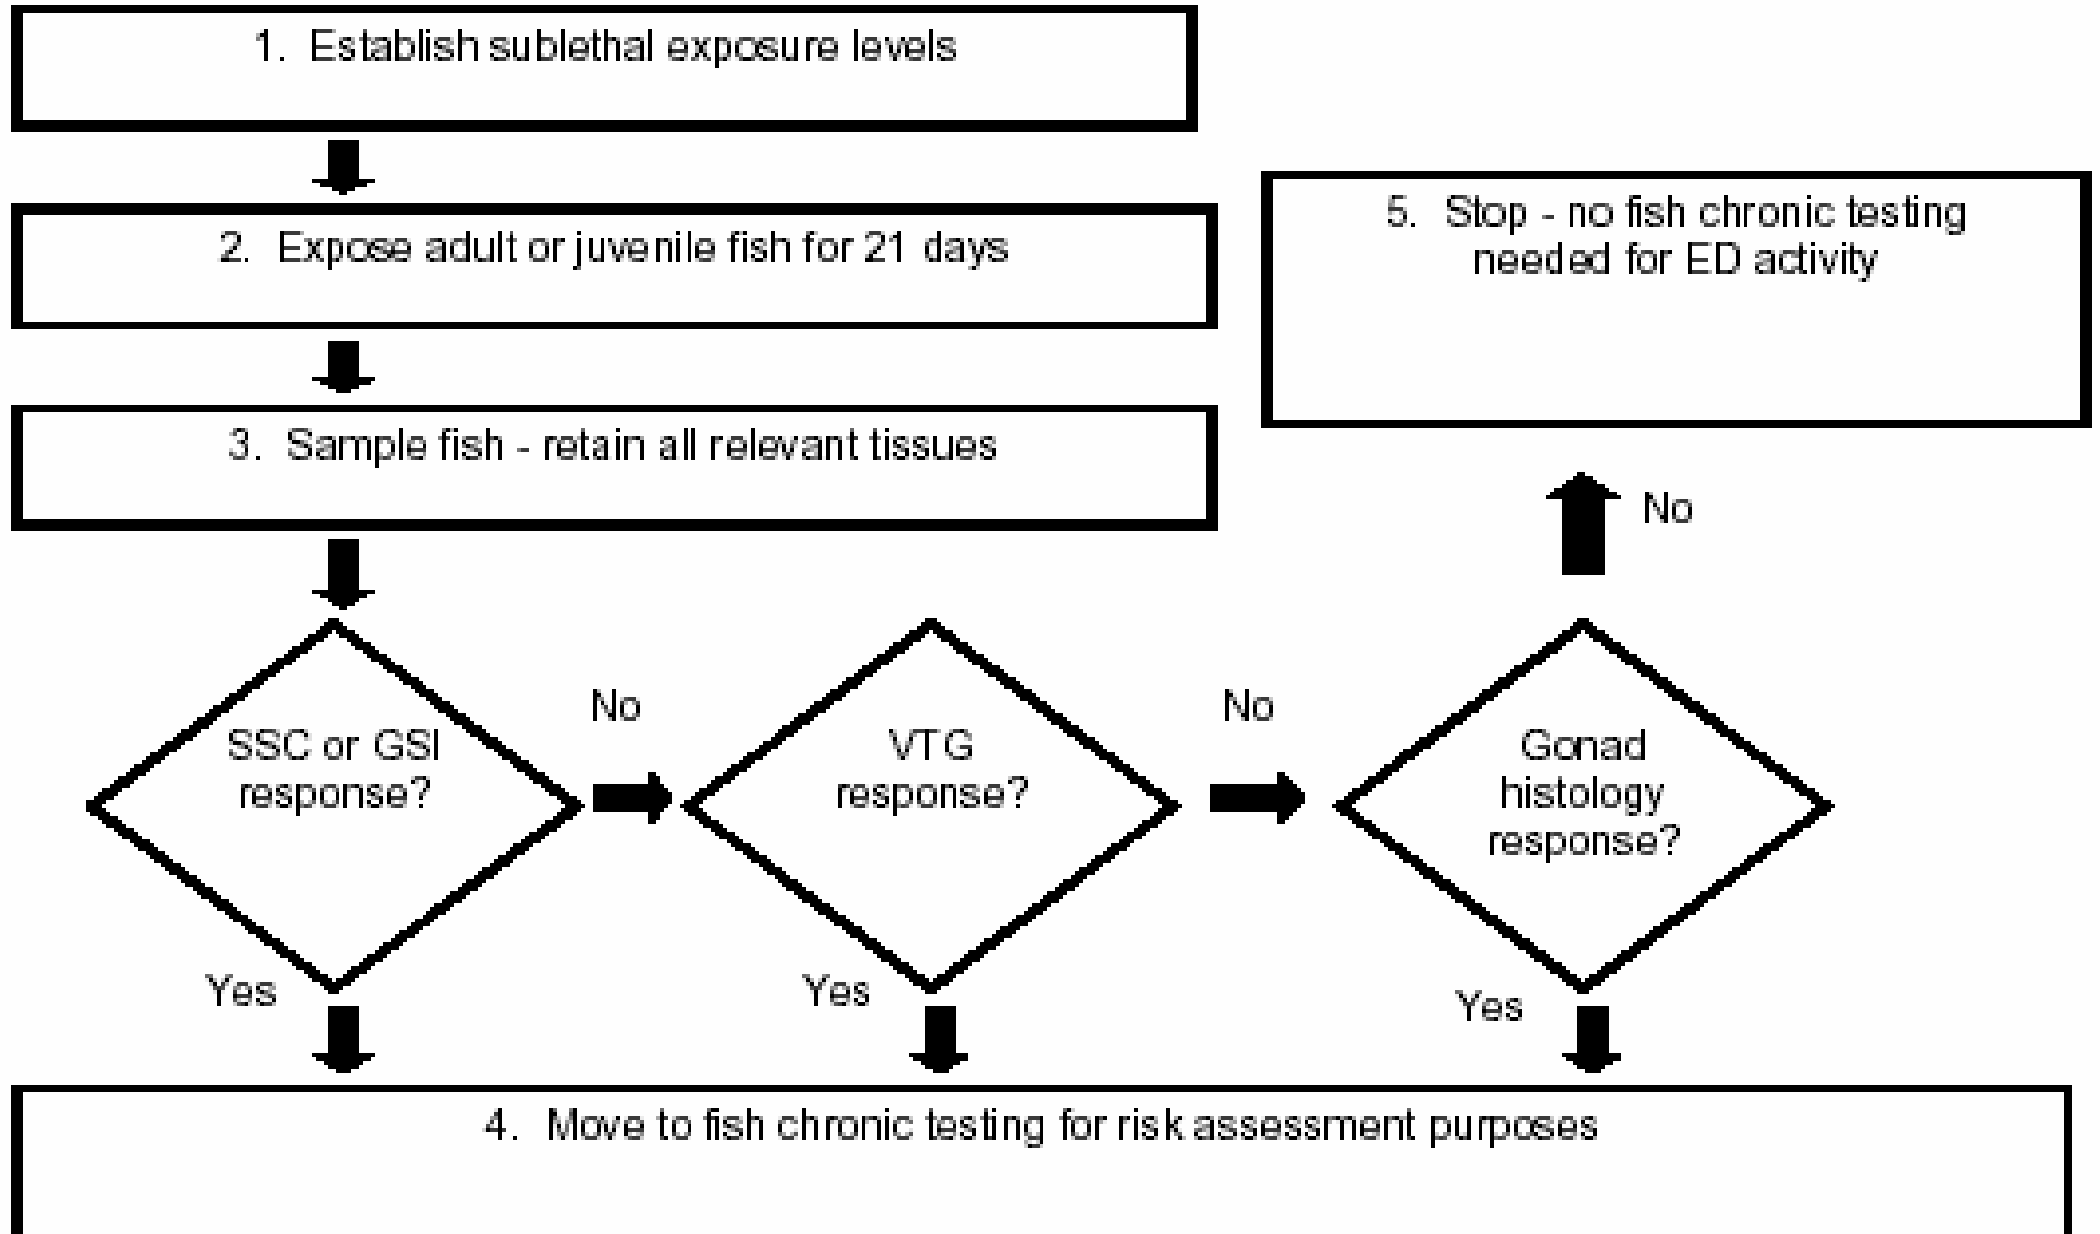 1. Establish sublethal exposure levels
2. Expose adult or juvenile fish for 21 days
3. Sample fish - retain all relevant tissues
5. Stop - no fish chronic testing
needed for ED activity
No
SSC or GSI
response?
No
VTG
response?
No
Gonad
histology
response?
Yes
Yes
Yes
4. Move to fish chronic testing for risk assessment purposes